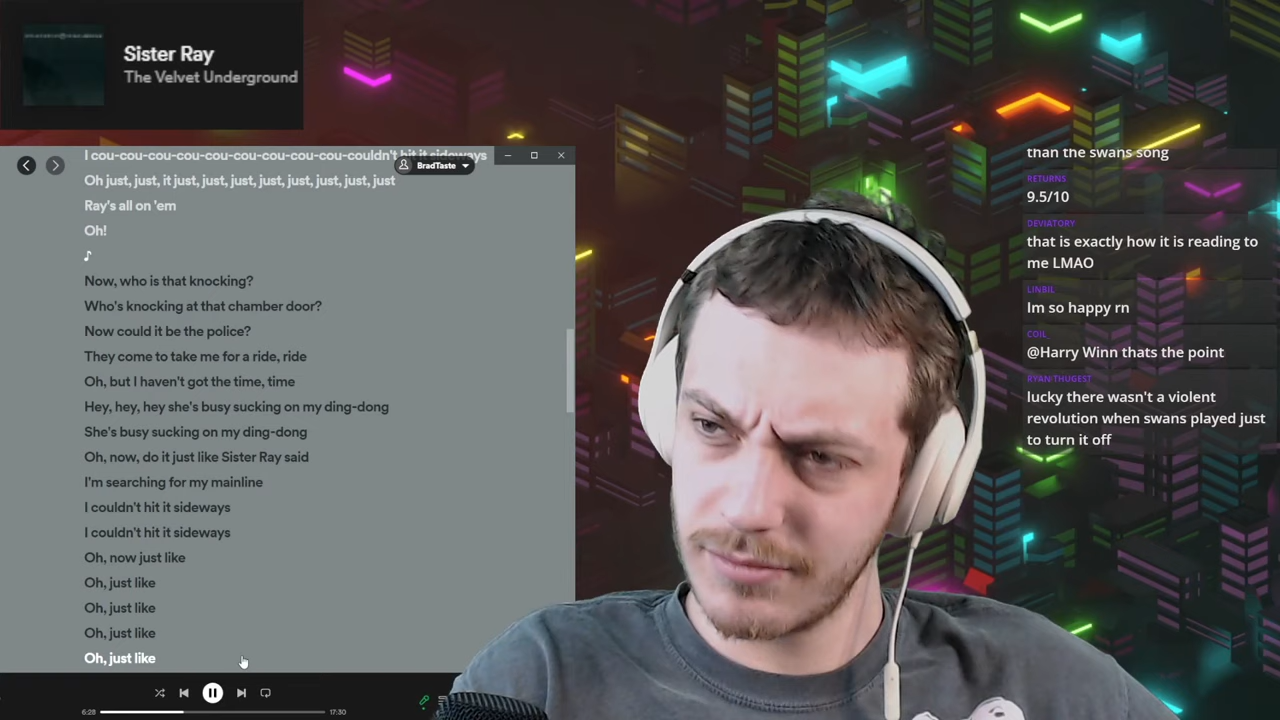 Sister Ray
The Velvet Underground
I cou-cou-cou-cou-cou-cou-cou-cou-cou-couldn't hit it sideways
BradTaste
Oh just, just, it just, just, just, just, just, just, just, just
Ray's all on 'em
Oh!
♪
Now, who is that knocking?
Who's knocking at that chamber door?
Now could it be the police?
They come to take me for a ride, ride
Oh, but I haven't got the time, time
Hey, hey, hey she's busy sucking on my ding-dong
She's busy sucking on my ding-dong
Oh, now, do it just like Sister Ray said
I'm searching for my mainline
I couldn't hit it sideways
I couldn't hit it sideways
Oh, now just like
Oh, just like
Oh, just like
Oh, just like
Oh, just like
6:28
17:30
than the swans song
RETURNS
9.5/10
DEVIATORY
that is exactly how it is reading to
me LMAO
LINBIL
Im so happy rn
COIL_
@Harry Winn thats the point
RYAN THUGEST
lucky there wasn't a violent
revolution when swans played just
to turn it off